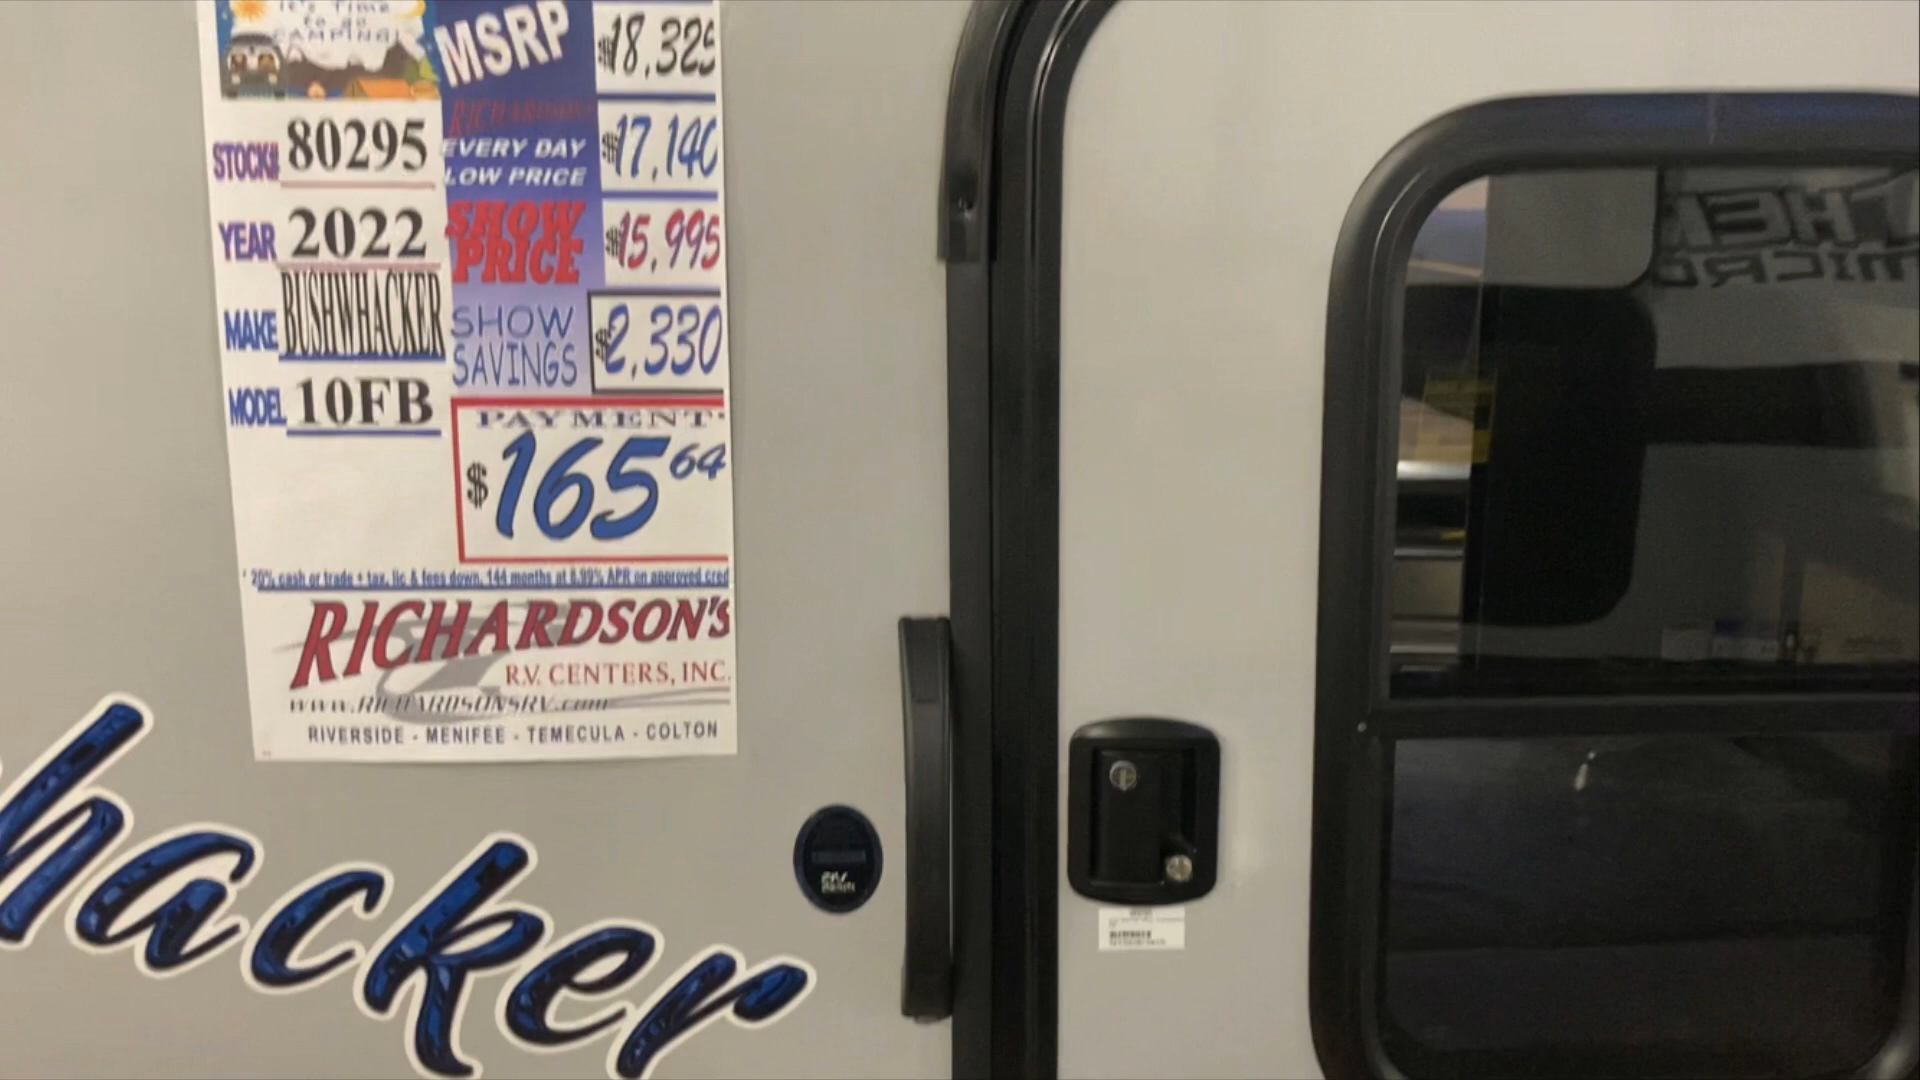 It's Time
to go
CAMPING!
MSRP $18,325
RICHARDSON'S
EVERY DAY
LOW PRICE $17,140
STOCK# 80295
YEAR 2022
SHOW
PRICE $15,995
MAKE BUSHWHACKER
SHOW
SAVINGS $2,330
MODEL 10FB
PAYMENT*
$165 64
* 20% cash or trade + tax, lic & fees down, 144 months at 8.99% APR on approved cred
RICHARDSON'S
R.V. CENTERS, INC.
www.RICHARDSONSRV.com
RIVERSIDE - MENIFEE - TEMECULA - COLTON
hacker